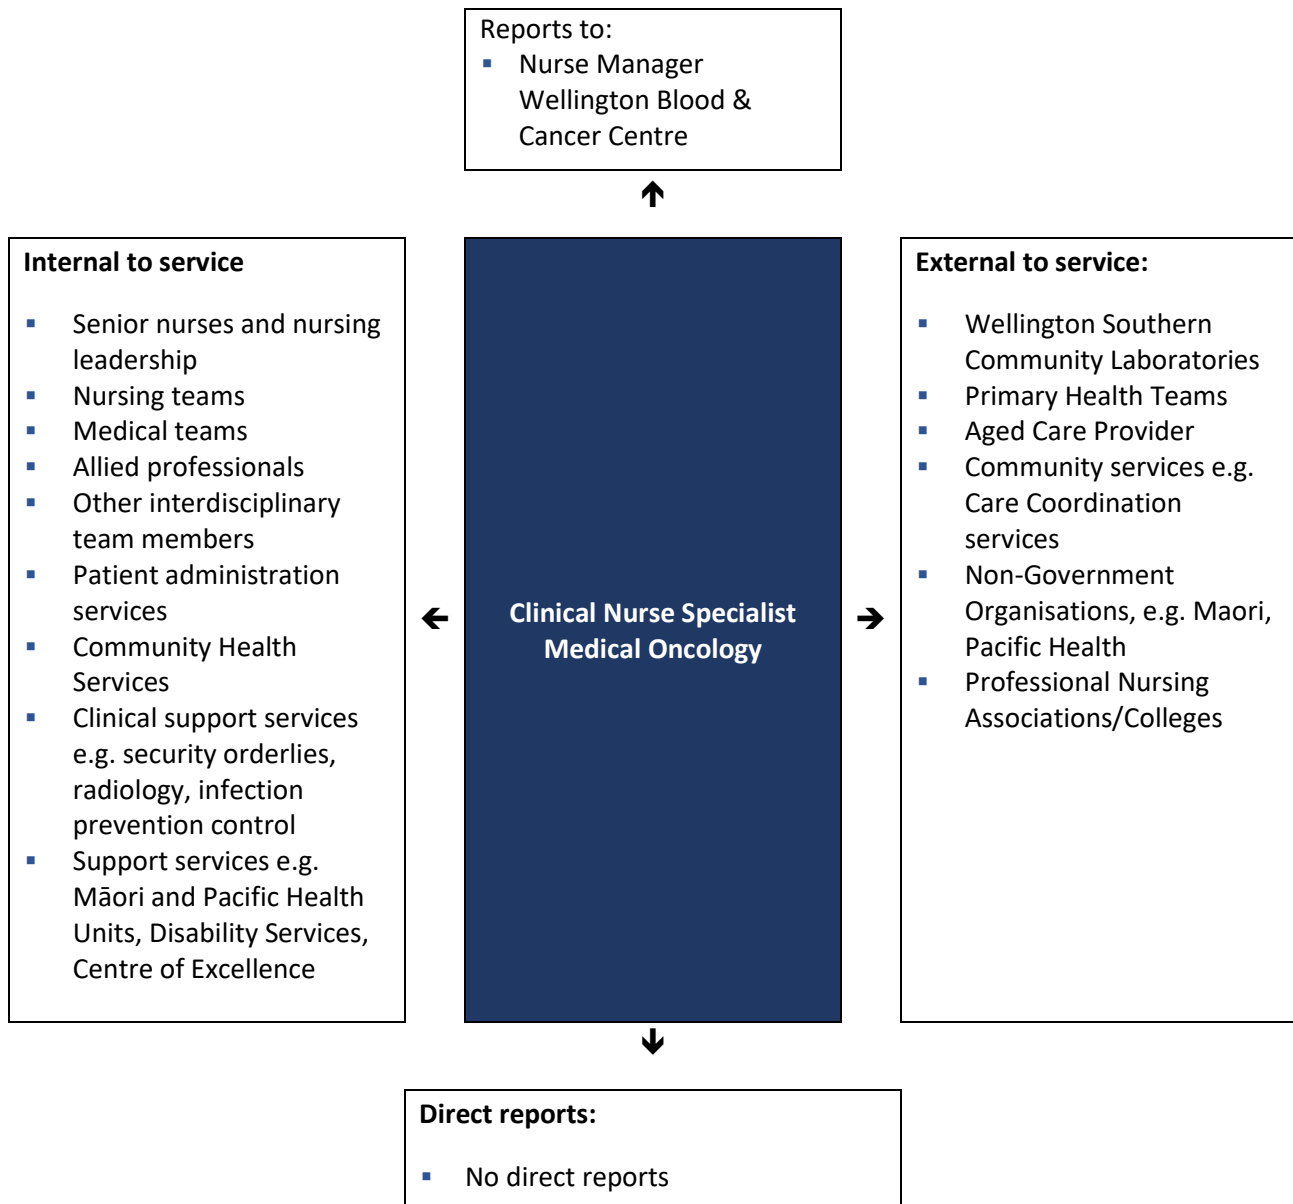 Reports to:
▪ Nurse Manager
Wellington Blood &
Cancer Centre
🡩
Internal to service
▪ Senior nurses and nursing
leadership
▪ Nursing teams
▪ Medical teams
▪ Allied professionals
▪ Other interdisciplinary
team members
▪ Patient administration
services
▪ Community Health
Services
▪ Clinical support services
e.g. security orderlies,
radiology, infection
prevention control
▪ Support services e.g.
Māori and Pacific Health
Units, Disability Services,
Centre of Excellence
🡨
Clinical Nurse Specialist
Medical Oncology
🡪
External to service:
▪ Wellington Southern
Community Laboratories
▪ Primary Health Teams
▪ Aged Care Provider
▪ Community services e.g.
Care Coordination
services
▪ Non-Government
Organisations, e.g. Maori,
Pacific Health
▪ Professional Nursing
Associations/Colleges
🡫
Direct reports:
▪ No direct reports